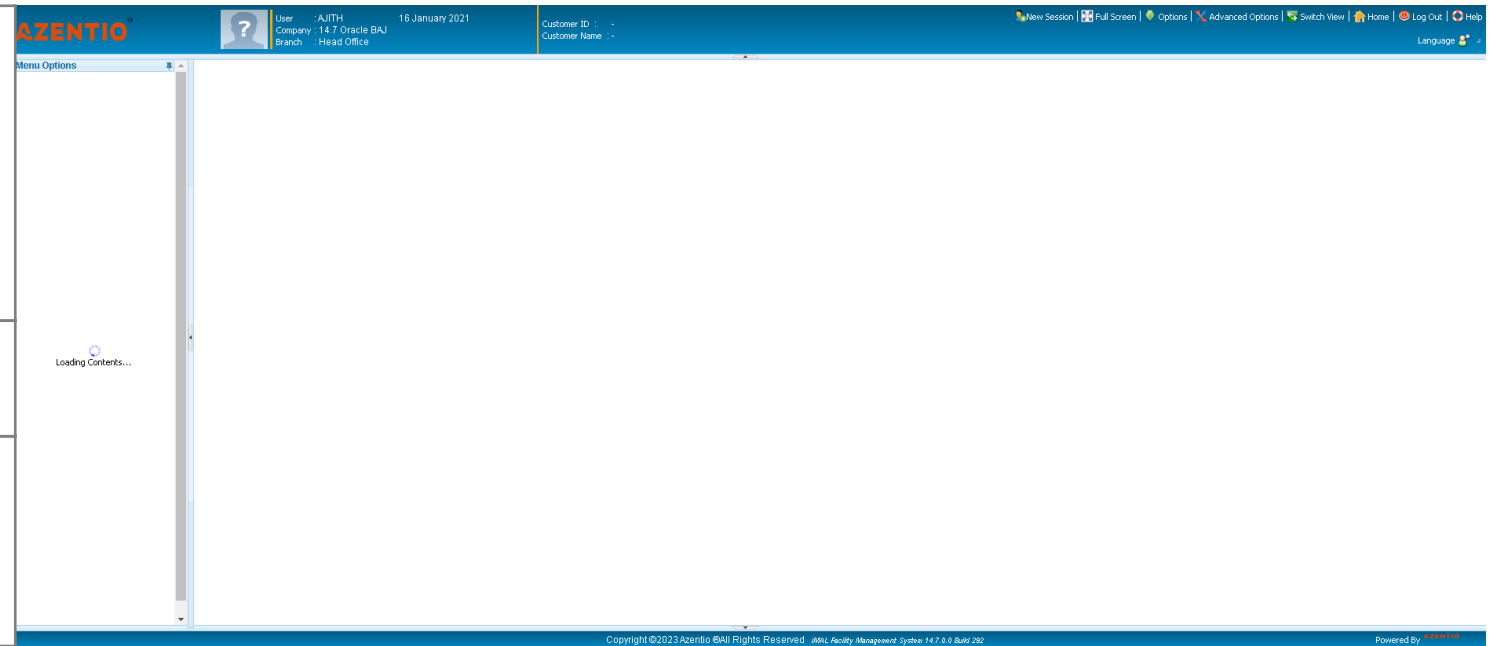 AZENTIO™
User : AJITH 16 January 2021
Company : 14.7 Oracle BAJ
Branch : Head Office
Customer ID : -
Customer Name : -
New Session | Full Screen | Options | Advanced Options | Switch View | Home | Log Out | Help
Language
Menu Options
Loading Contents...
Copyright ©2023 Azentio ®All Rights Reserved iMAL Facility Management System 14.7.0.0 Build 292
Powered By AZENTIO